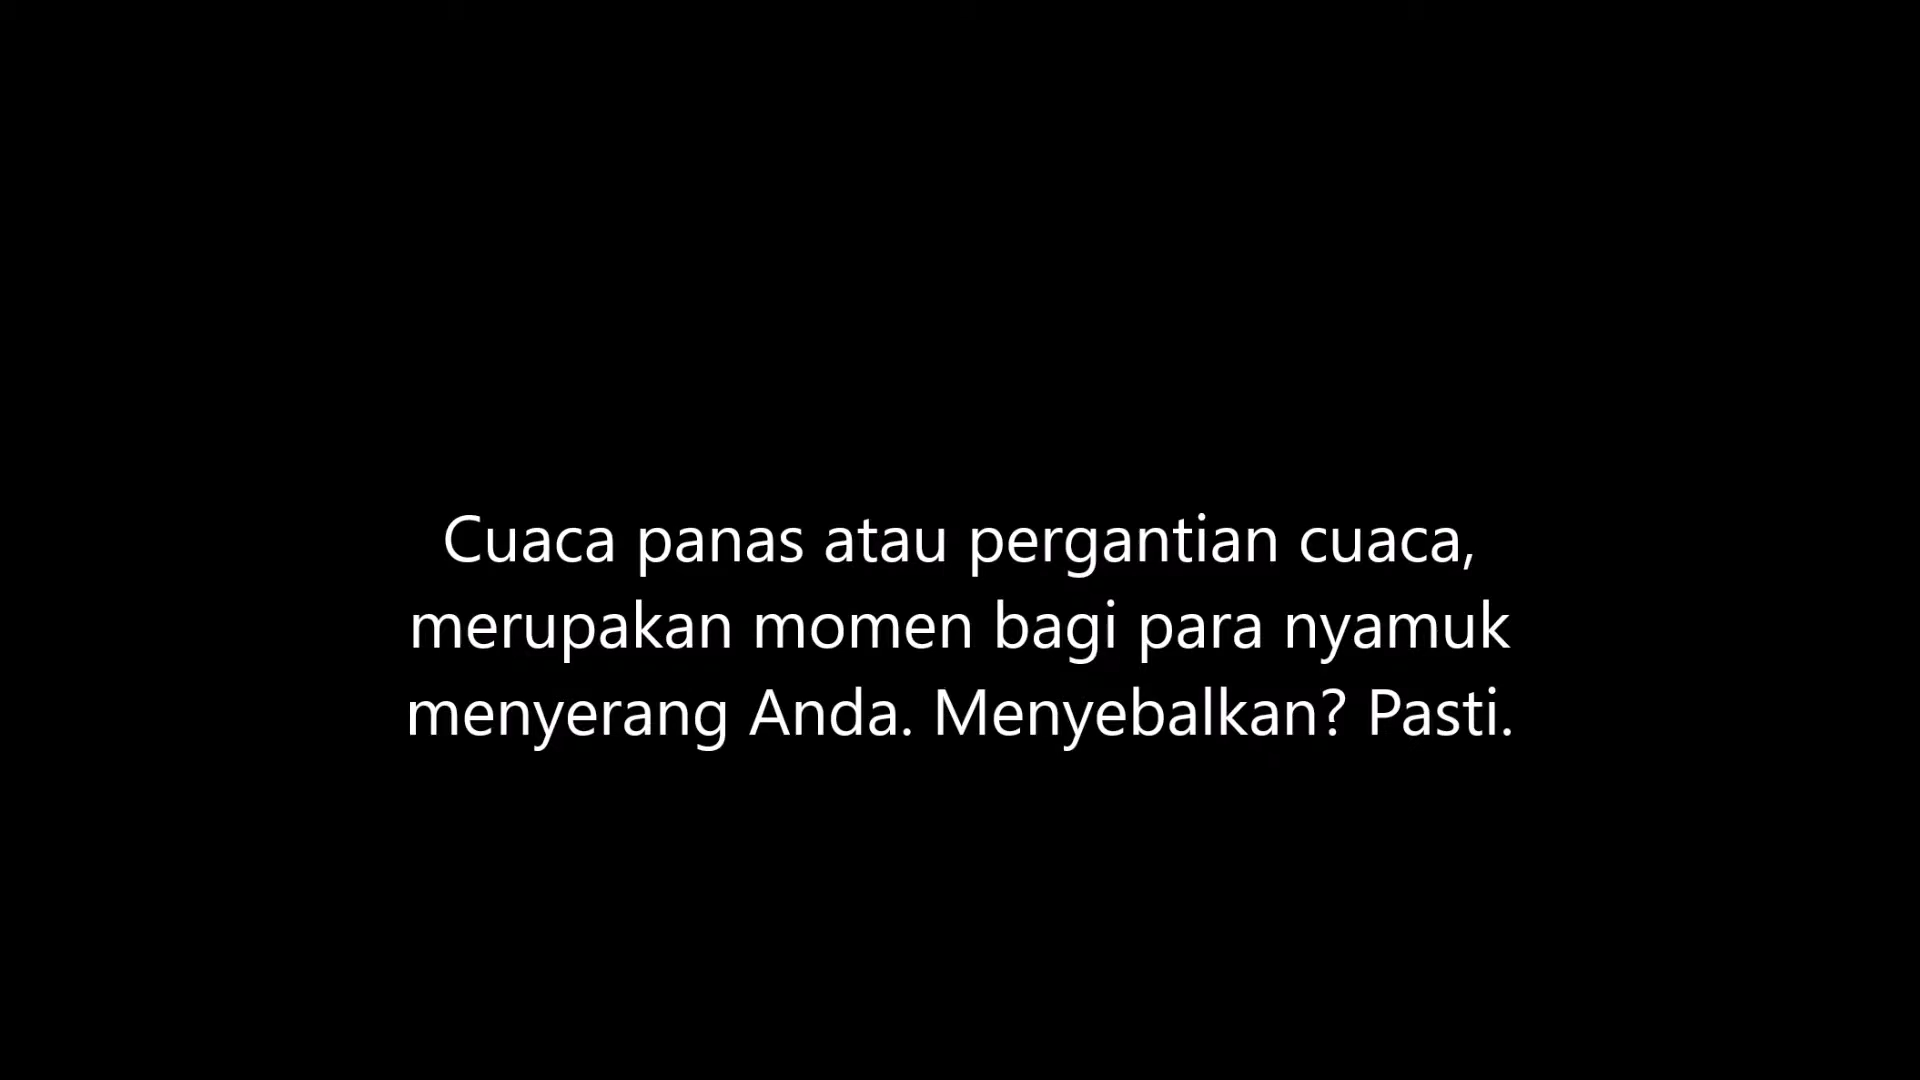 Cuaca panas atau pergantian cuaca,
merupakan momen bagi para nyamuk
menyerang Anda. Menyebalkan? Pasti.